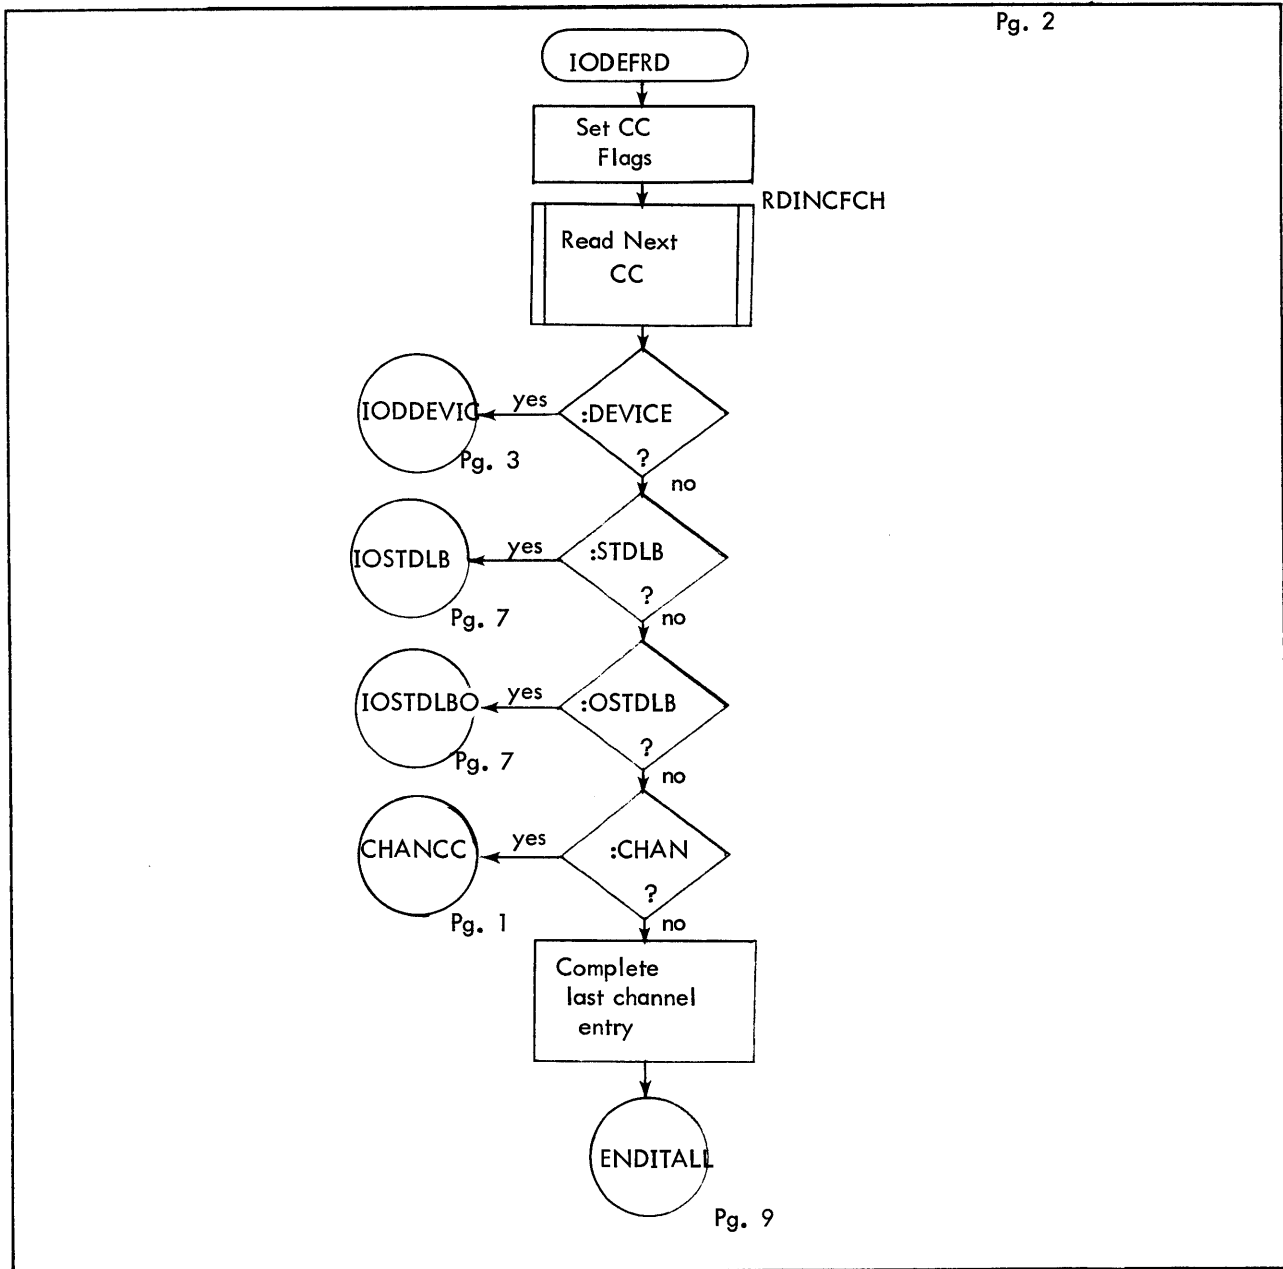 Pg. 2
IODEFRD
Set CC
Flags
RDINCFCH
Read Next
CC
:DEVICE
?
yes
IODDEVIC
Pg. 3
no
:STDLB
?
yes
IOSTDLB
Pg. 7
no
:OSTDLB
?
yes
IOSTDLBO
Pg. 7
no
:CHAN
?
yes
CHANCC
Pg. 1
no
Complete
last channel
entry
ENDITALL
Pg. 9